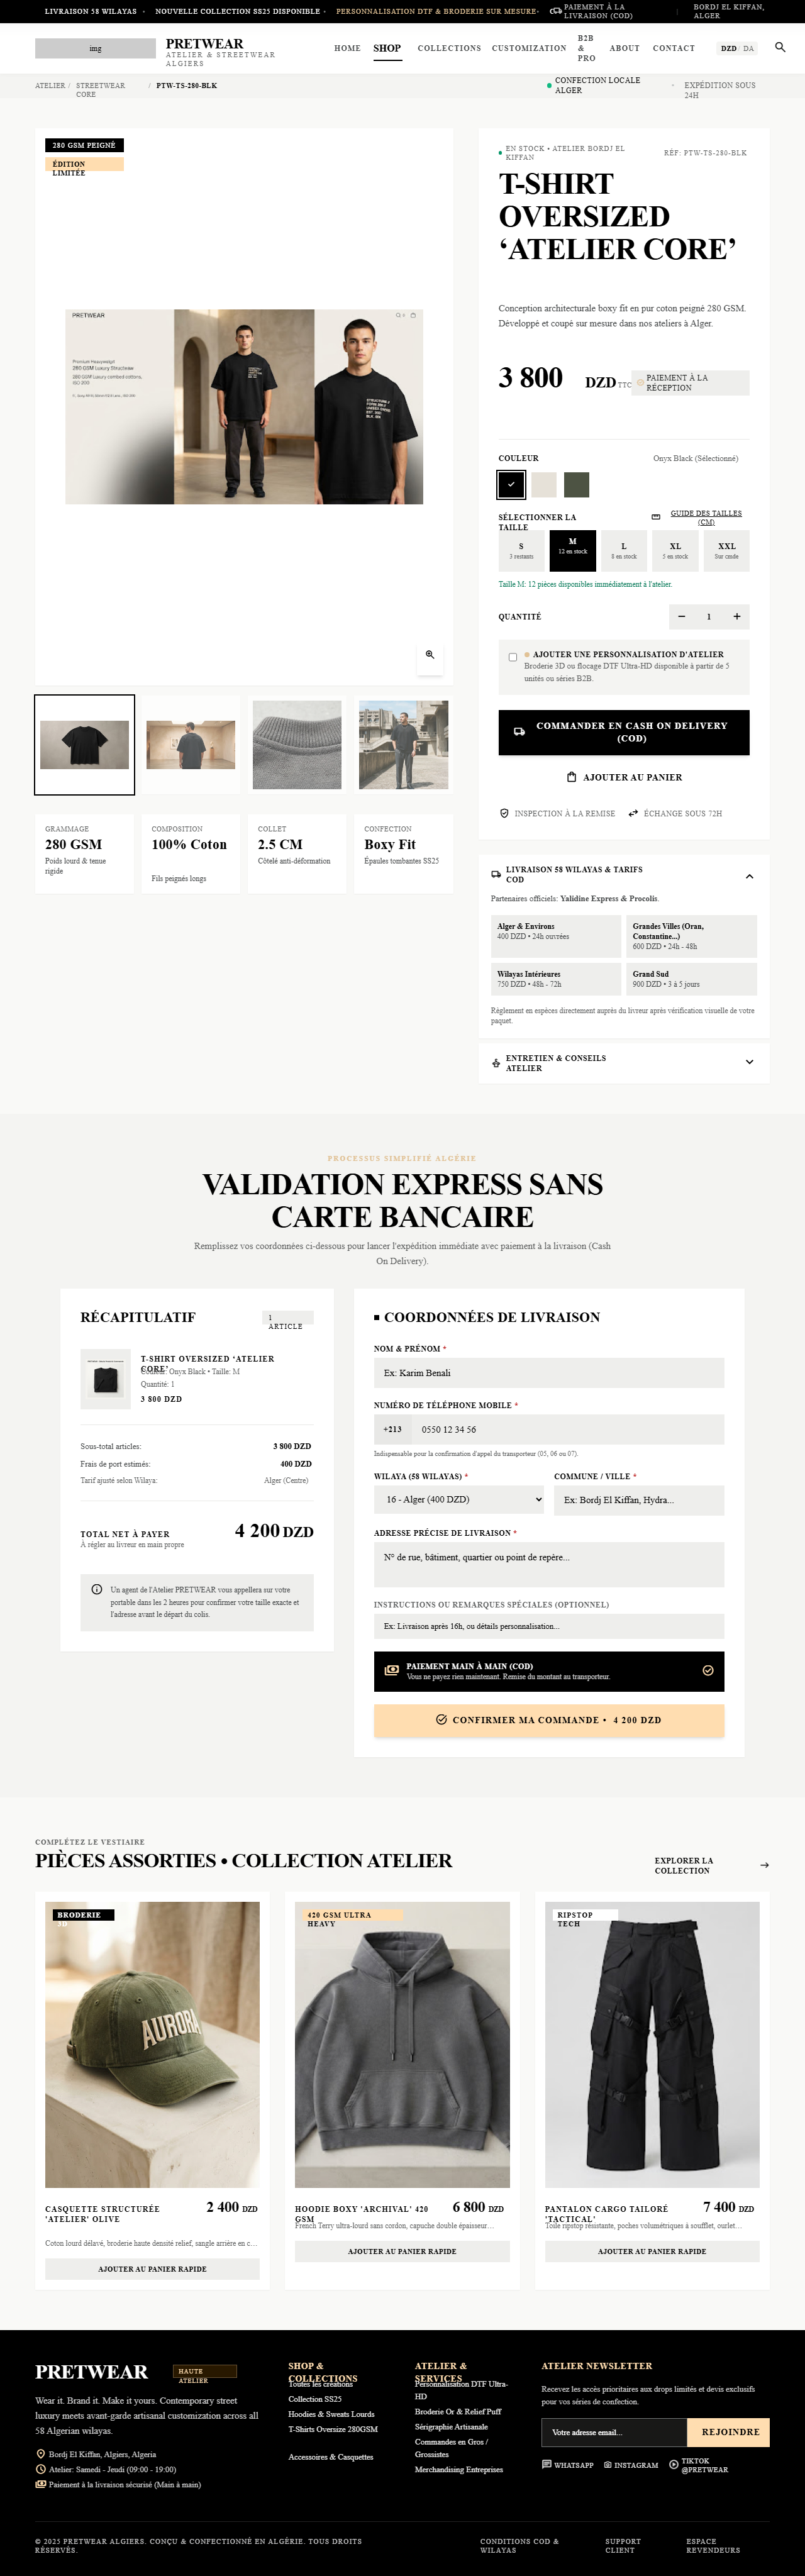 LIVRAISON 58 WILAYAS • NOUVELLE COLLECTION SS25 DISPONIBLE • PERSONNALISATION DTF & BRODERIE SUR MESURE•
PAIEMENT À LA LIVRAISON (COD) | BORDJ EL KIFFAN, ALGER
img
PRETWEAR
ATELIER & STREETWEAR ALGIERS
HOME
SHOP
COLLECTIONS
CUSTOMIZATION
B2B & PRO
ABOUT
CONTACT
DZD / DA
ATELIER / STREETWEAR CORE / PTW-TS-280-BLK
CONFECTION LOCALE ALGER • EXPÉDITION SOUS 24H
280 GSM PEIGNÉ
ÉDITION LIMITÉE
PRETWEAR
Premium Heavyweight
280 GSM Luxury Structease
280 GSM Luxury combed cottons,
ISO 2013
GRAMMAGE
280 GSM
Poids lourd & tenue rigide
COMPOSITION
100% Coton
Fils peignés longs
COLLET
2.5 CM
Côtelé anti-déformation
CONFECTION
Boxy Fit
Épaules tombantes SS25
EN STOCK • ATELIER BORDJ EL KIFFAN
RÉF: PTW-TS-280-BLK
T-SHIRT
OVERSIZED
‘ATELIER CORE’
Conception architecturale boxy fit en pur coton peigné 280 GSM.
Développé et coupé sur mesure dans nos ateliers à Alger.
3 800 DZD TTC
PAIEMENT À LA RÉCEPTION
COULEUR
Onyx Black (Sélectionné)
SÉLECTIONNER LA TAILLE
GUIDE DES TAILLES (CM)
S
3 restants
M
12 en stock
L
8 en stock
XL
5 en stock
XXL
Sur cmde
Taille M: 12 pièces disponibles immédiatement à l'atelier.
QUANTITÉ
1
AJOUTER UNE PERSONNALISATION D'ATELIER
Broderie 3D ou flocage DTF Ultra-HD disponible à partir de 5
unités ou séries B2B.
COMMANDER EN CASH ON DELIVERY
(COD)
AJOUTER AU PANIER
INSPECTION À LA REMISE
ÉCHANGE SOUS 72H
LIVRAISON 58 WILAYAS & TARIFS
COD
Partenaires officiels: Yalidine Express & Procolis.
Alger & Environs
400 DZD • 24h ouvrées
Grandes Villes (Oran,
Constantine...)
600 DZD • 24h - 48h
Wilayas Intérieures
750 DZD • 48h - 72h
Grand Sud
900 DZD • 3 à 5 jours
Règlement en espèces directement auprès du livreur après vérification visuelle de votre
paquet.
ENTRETIEN & CONSEILS
ATELIER
PROCESSUS SIMPLIFIÉ ALGÉRIE
VALIDATION EXPRESS SANS
CARTE BANCAIRE
Remplissez vos coordonnées ci-dessous pour lancer l'expédition immédiate avec paiement à la livraison (Cash
On Delivery).
RÉCAPITULATIF
1 ARTICLE
T-SHIRT OVERSIZED ‘ATELIER
CORE’
Couleur: Onyx Black • Taille: M
Quantité: 1
3 800 DZD
Sous-total articles: 3 800 DZD
Frais de port estimés: 400 DZD
Tarif ajusté selon Wilaya: Alger (Centre)
TOTAL NET À PAYER
À régler au livreur en main propre
4 200 DZD
Un agent de l'Atelier PRETWEAR vous appellera sur votre
portable dans les 2 heures pour confirmer votre taille exacte et
l'adresse avant le départ du colis.
COORDONNÉES DE LIVRAISON
NOM & PRÉNOM *
Ex: Karim Benali
NUMÉRO DE TÉLÉPHONE MOBILE *
+213
0550 12 34 56
Indispensable pour la confirmation d'appel du transporteur (05, 06 ou 07).
WILAYA (58 WILAYAS) *
16 - Alger (400 DZD)
COMMUNE / VILLE *
Ex: Bordj El Kiffan, Hydra...
ADRESSE PRÉCISE DE LIVRAISON *
N° de rue, bâtiment, quartier ou point de repère...
INSTRUCTIONS OU REMARQUES SPÉCIALES (OPTIONNEL)
Ex: Livraison après 16h, ou détails personnalisation...
PAIEMENT MAIN À MAIN (COD)
Vous ne payez rien maintenant. Remise du montant au transporteur.
CONFIRMER MA COMMANDE • 4 200 DZD
COMPLÉTEZ LE VESTIAIRE
PIÈCES ASSORTIES • COLLECTION ATELIER
EXPLORER LA COLLECTION
BRODERIE 3D
AURORA
CASQUETTE STRUCTURÉE
'ATELIER' OLIVE
2 400 DZD
Coton lourd délavé, broderie haute densité relief, sangle arrière en c…
AJOUTER AU PANIER RAPIDE
420 GSM ULTRA HEAVY
HOODIE BOXY 'ARCHIVAL' 420
GSM
6 800 DZD
French Terry ultra-lourd sans cordon, capuche double épaisseur…
AJOUTER AU PANIER RAPIDE
RIPSTOP TECH
PANTALON CARGO TAILORÉ
'TACTICAL'
7 400 DZD
Toile ripstop résistante, poches volumétriques à soufflet, ourlet…
AJOUTER AU PANIER RAPIDE
PRETWEAR
HAUTE ATELIER
Wear it. Brand it. Make it yours. Contemporary street
luxury meets avant-garde artisanal customization across all
58 Algerian wilayas.
Bordj El Kiffan, Algiers, Algeria
Atelier: Samedi - Jeudi (09:00 - 19:00)
Paiement à la livraison sécurisé (Main à main)
SHOP &
COLLECTIONS
Toutes les créations
Collection SS25
Hoodies & Sweats Lourds
T-Shirts Oversize 280GSM
Accessoires & Casquettes
ATELIER &
SERVICES
Personnalisation DTF Ultra-
HD
Broderie Or & Relief Puff
Sérigraphie Artisanale
Commandes en Gros /
Grossistes
Merchandising Entreprises
ATELIER NEWSLETTER
Recevez les accès prioritaires aux drops limités et devis exclusifs
pour vos séries de confection.
Votre adresse email...
REJOINDRE
WHATSAPP
INSTAGRAM
TIKTOK @PRETWEAR
© 2025 PRETWEAR ALGIERS. CONÇU & CONFECTIONNÉ EN ALGÉRIE. TOUS DROITS
RÉSERVÉS.
CONDITIONS COD & WILAYAS
SUPPORT CLIENT
ESPACE REVENDEURS